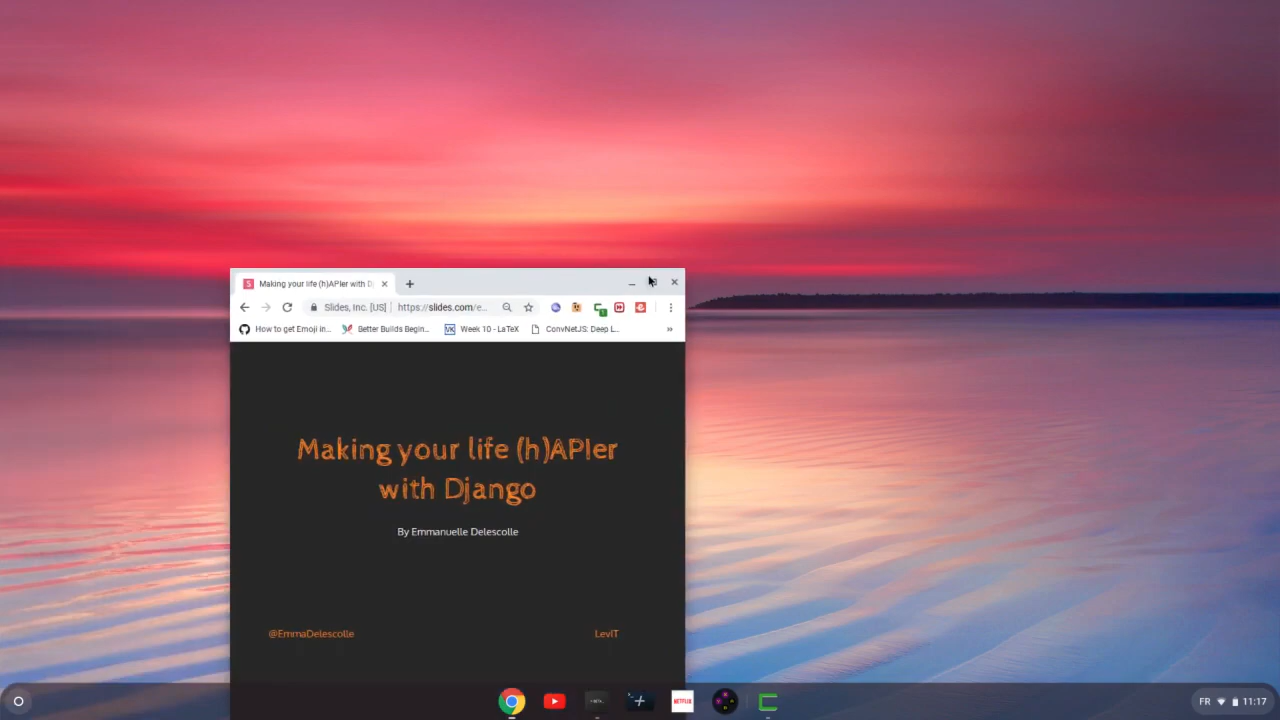 Making your life (h)APIer with D
Slides, Inc. [US]
https://slides.com/e...
How to get Emoji in...
Better Builds Begin...
Week 10 - LaTeX
ConvNetJS: Deep L...
Making your life (h)APIer
with Django
By Emmanuelle Delescolle
@EmmaDelescolle
LevIT
NETFLIX
FR
11:17